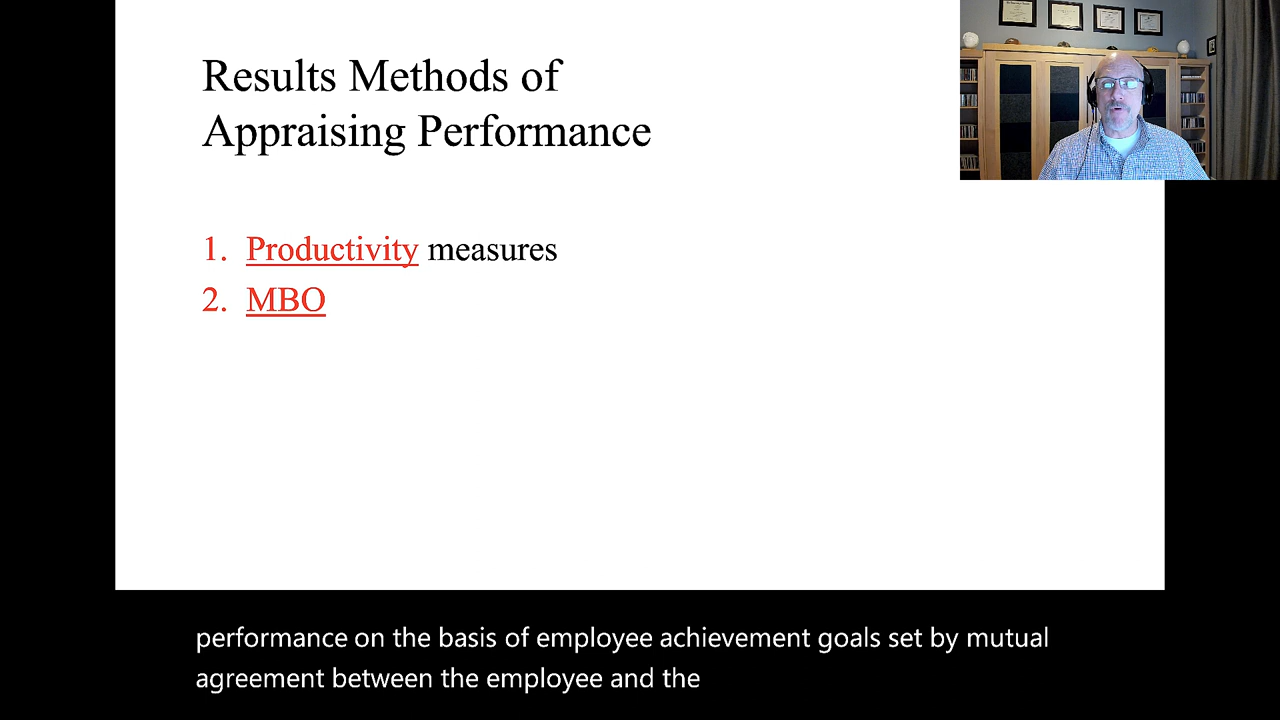 Results Methods of
Appraising Performance
1. Productivity measures
2. MBO
performance on the basis of employee achievement goals set by mutual
agreement between the employee and the